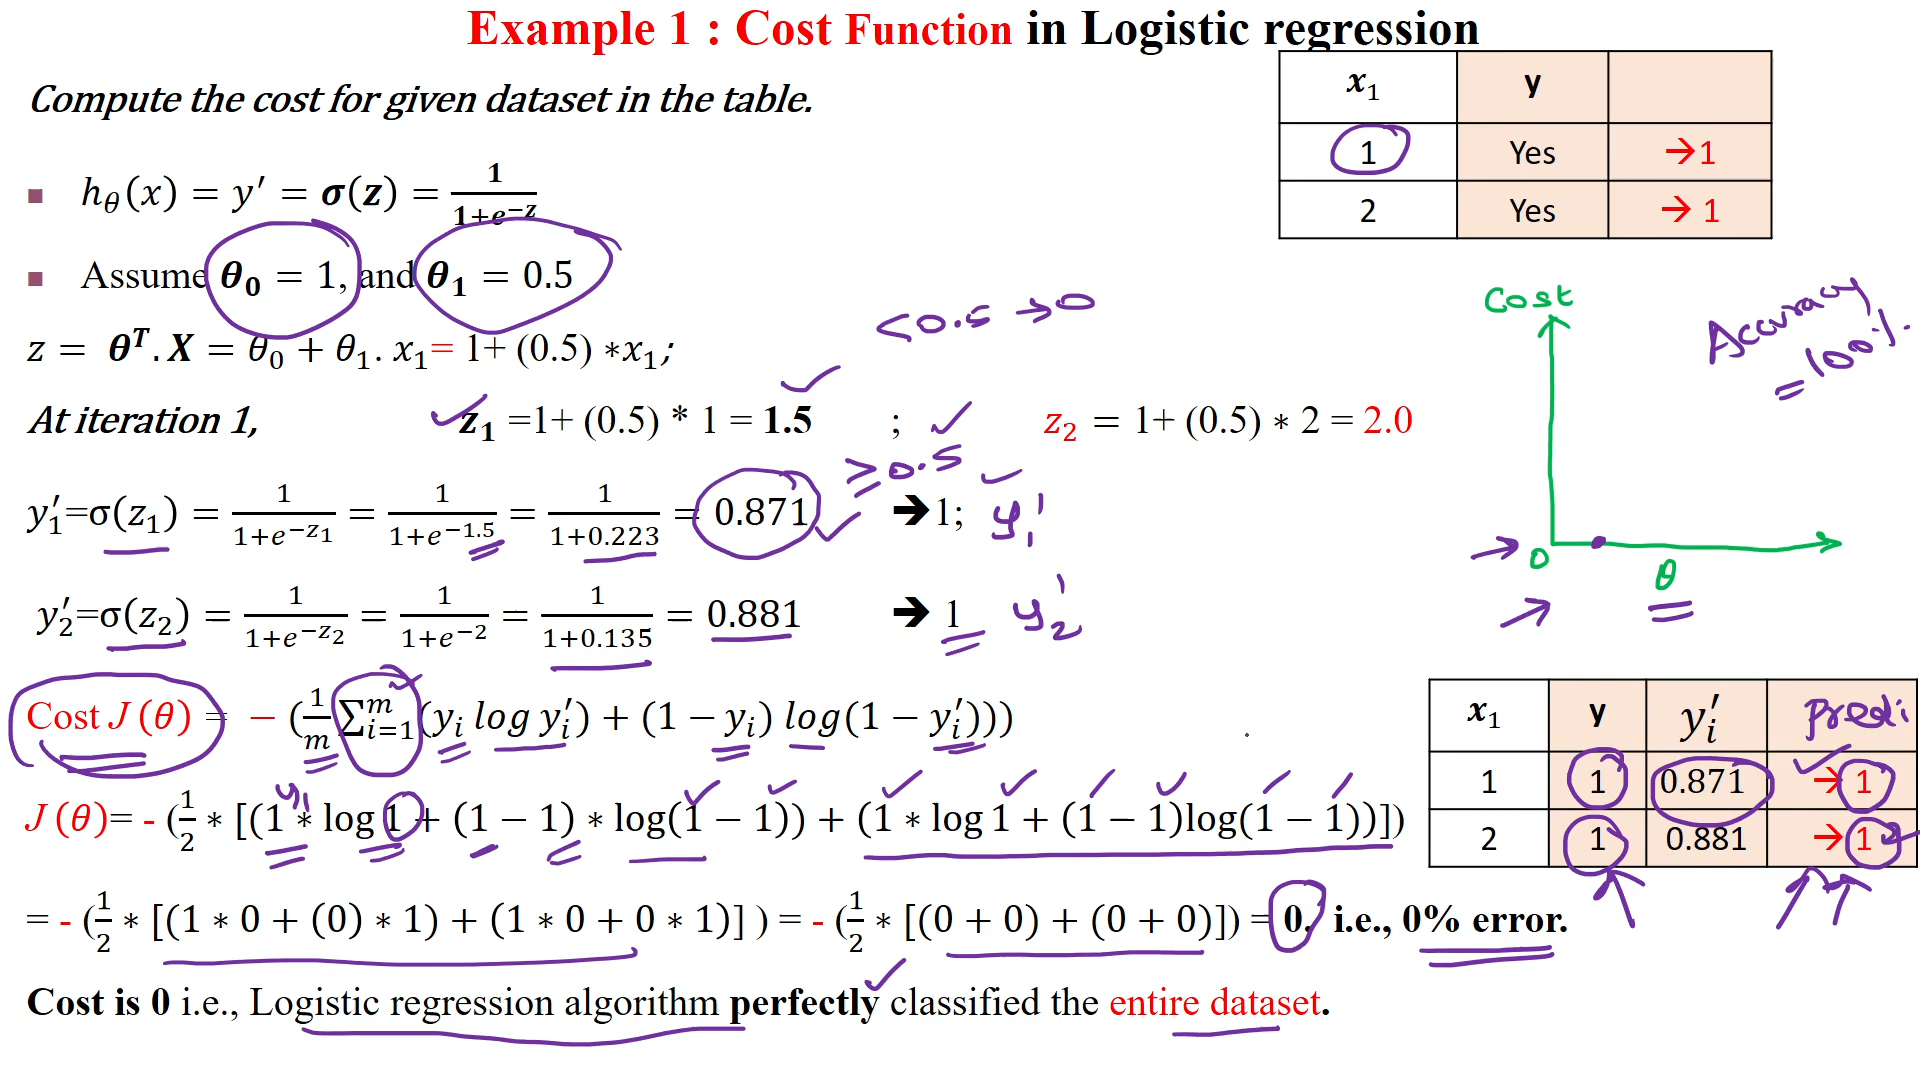 Example 1 : Cost Function in Logistic regression
Compute the cost for given dataset in the table.
x₁ y
1 Yes →1
2 Yes → 1
▪ hθ(x) = y′ = σ(z) = 1/(1+e^−z)
▪ Assume θ₀ = 1, and θ₁ = 0.5
<0.5 →0
z = θᵀ. X = θ₀ + θ₁. x₁= 1+ (0.5) ∗x₁;
Cost
Accuracy
=100%
At iteration 1, z₁ =1+ (0.5) * 1 = 1.5 ; z₂ = 1+ (0.5) ∗ 2 = 2.0
≥0.5
y′₁=σ(z₁) = 1/(1+e^−z₁) = 1/(1+e^−1.5) = 1/(1+0.223) = 0.871 ➔1; y₁'
0
θ
y′₂=σ(z₂) = 1/(1+e^−z₂) = 1/(1+e^−2) = 1/(1+0.135) = 0.881 ➔ 1 y₂'
Cost J (θ) = − (1/m ∑ᵢ₌₁ᵐ(yᵢ log y′ᵢ) + (1 − yᵢ) log(1 − y′ᵢ)))
x₁ y y′ᵢ Predi
1 1 0.871 →1
2 1 0.881 →1
y₁
J (θ)= - (1/2 ∗ [(1 ∗ log 1 + (1 − 1) ∗ log(1 − 1)) + (1 ∗ log 1 + (1 − 1)log(1 − 1))])
= - (1/2 ∗ [(1 ∗ 0 + (0) ∗ 1) + (1 ∗ 0 + 0 ∗ 1)] ) = - (1/2 ∗ [(0 + 0) + (0 + 0)]) = 0. i.e., 0% error.
Cost is 0 i.e., Logistic regression algorithm perfectly classified the entire dataset.